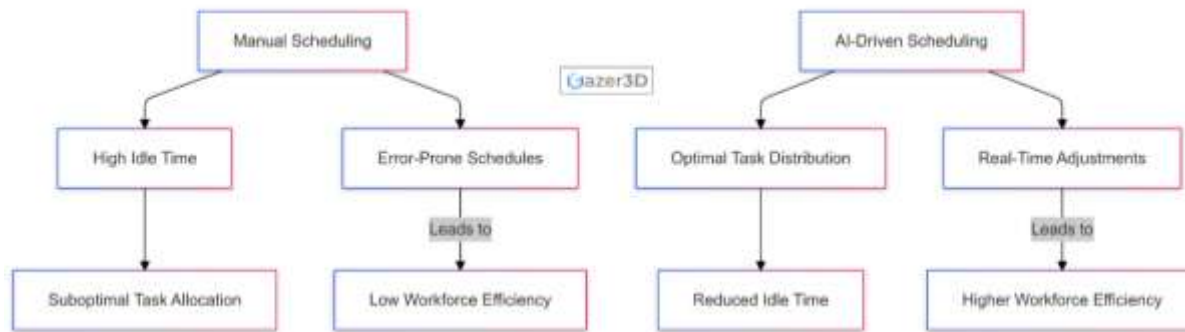 Manual Scheduling
AI-Driven Scheduling
Gazer3D
High Idle Time
Error-Prone Schedules
Optimal Task Distribution
Real-Time Adjustments
Leads to
Leads to
Suboptimal Task Allocation
Low Workforce Efficiency
Reduced Idle Time
Higher Workforce Efficiency